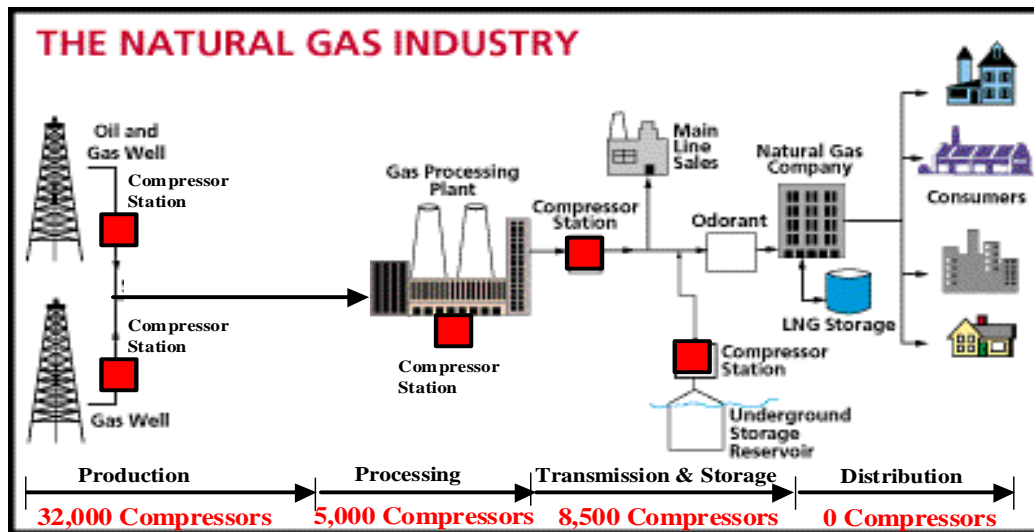 THE NATURAL GAS INDUSTRY
Oil and
Gas Well
Compressor
Station
Compressor
Station
Gas Well
Gas Processing
Plant
Compressor
Station
Compressor
Station
Main
Line
Sales
Odorant
Natural Gas
Company
LNG Storage
Consumers
Compressor
Station
Underground
Storage
Reservoir
Production
Processing
Transmission & Storage
Distribution
32,000 Compressors
5,000 Compressors
8,500 Compressors
0 Compressors